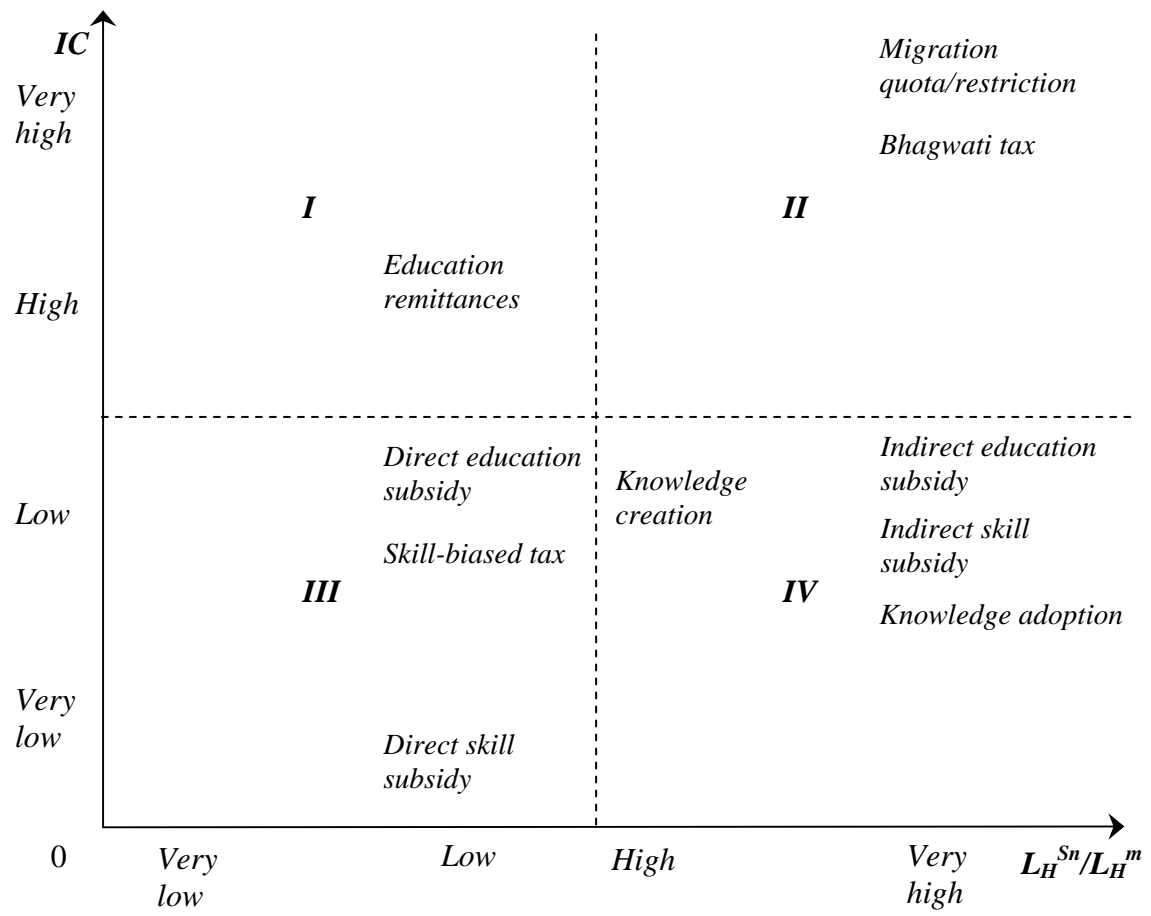 IC
Very
high
High
Low
Very
low
I
Education
remittances
Migration
quota/restriction
Bhagwati tax
II
Direct education
subsidy
Skill-biased tax
III
Direct skill
subsidy
Knowledge
creation
Indirect education
subsidy
Indirect skill
subsidy
IV
Knowledge adoption
0
Very
low
Low
High
Very
high
L_H^Sn/L_H^m